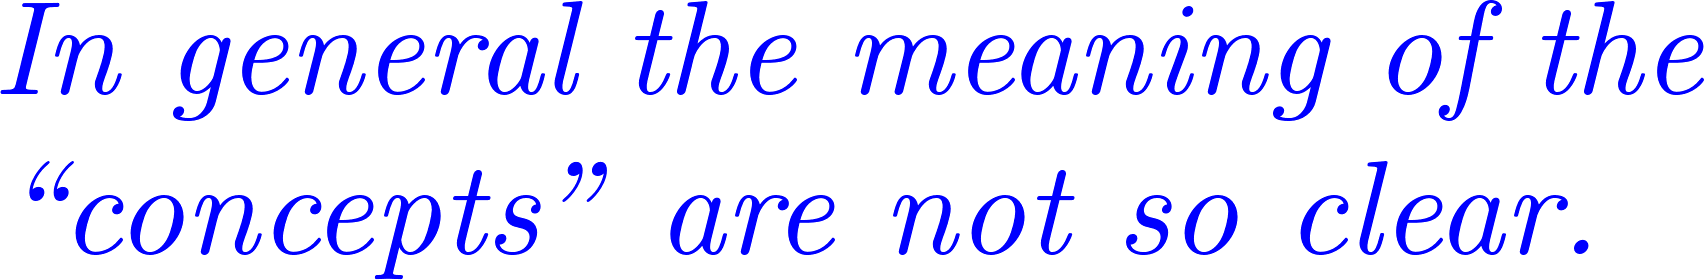 In general the meaning of the
“concepts” are not so clear.